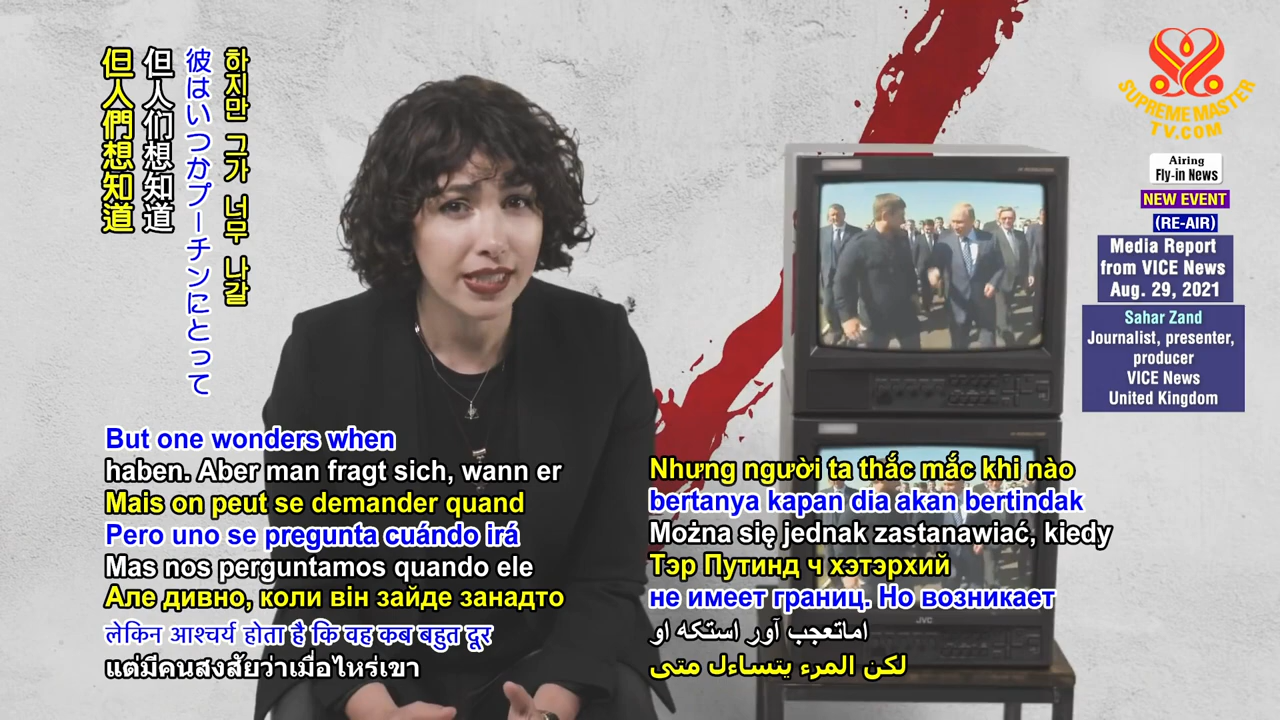 但人們想知道
但人们想知道
彼はいつかプーチンにとって
하지만 그가 너무 나갈
SUPREME MASTER
TV.COM
Airing
Fly-in News
NEW EVENT
(RE-AIR)
Media Report
from VICE News
Aug. 29, 2021
Sahar Zand
Journalist, presenter,
producer
VICE News
United Kingdom
But one wonders when
haben. Aber man fragt sich, wann er
Mais on peut se demander quand
Pero uno se pregunta cuándo irá
Mas nos perguntamos quando ele
Але дивно, коли він зайде занадто
लेकिन आश्चर्य होता है कि वह कब बहुत दूर
แต่มีคนสงสัยว่าเมื่อไหร่เขา
Nhưng người ta thắc mắc khi nào
bertanya kapan dia akan bertindak
Można się jednak zastanawiać, kiedy
Тэр Путинд ч хэтэрхий
не имеет границ. Но возникает
اماتعجب آور استکه او
لكن المرء يتساءل متى
JVC